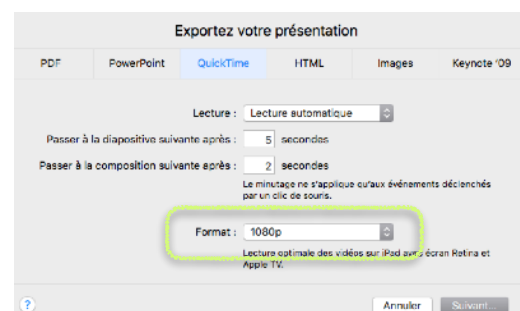 Exportez votre présentation
PDF PowerPoint QuickTime HTML Images Keynote '09
Lecture : Lecture automatique
Passer à la diapositive suivante après : 5 secondes
Passer à la composition suivante après : 2 secondes
Le minutage ne s'applique qu'aux événements déclenchés
par un clic de souris.
Format : 1080p
Lecture optimale des vidéos sur iPad avec écran Retina et
Apple TV.
? Annuler Suivant...